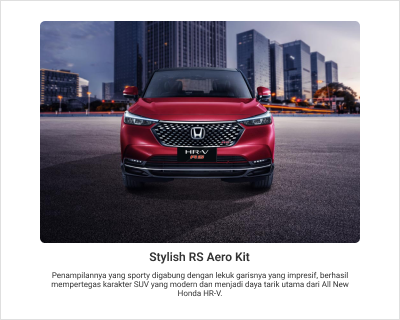 HR-V
RS
Stylish RS Aero Kit
Penampilannya yang sporty digabung dengan lekuk garisnya yang impresif, berhasil
mempertegas karakter SUV yang modern dan menjadi daya tarik utama dari All New
Honda HR-V.